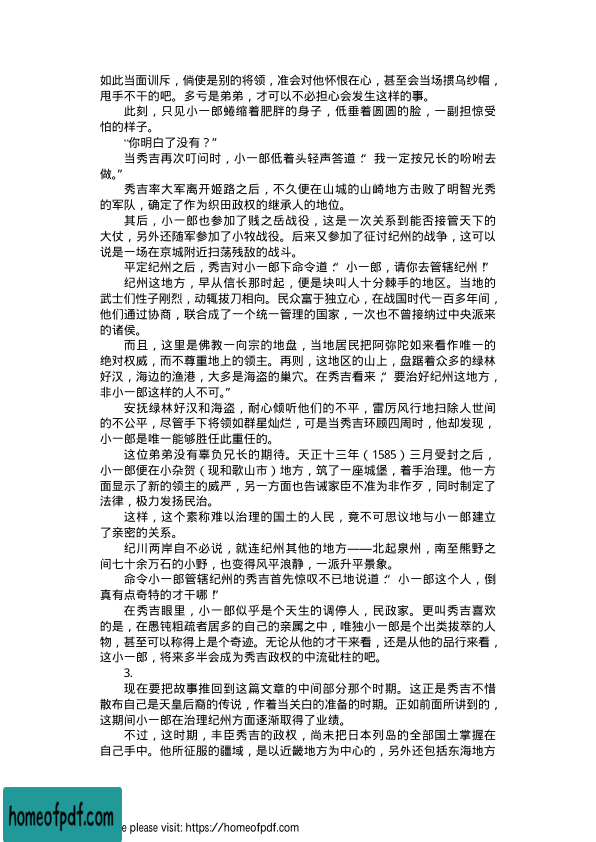 如此当面训斥，倘使是别的将领，准会对他怀恨在心，甚至会当场掼乌纱帽，
甩手不干的吧。多亏是弟弟，才可以不必担心会发生这样的事。
此刻，只见小一郎蜷缩着肥胖的身子，低垂着圆圆的脸，一副担惊受
怕的样子。
“你明白了没有？”
当秀吉再次叮问时，小一郎低着头轻声答道：“我一定按兄长的吩咐去
做。”
秀吉率大军离开姬路之后，不久便在山城的山崎地方击败了明智光秀
的军队，确定了作为织田政权的继承人的地位。
其后，小一郎也参加了贱之岳战役，这是一次关系到能否接管天下的
大仗，另外还随军参加了小牧战役。后来又参加了征讨纪州的战争，这可以
说是一场在京城附近扫荡残敌的战斗。
平定纪州之后，秀吉对小一郎下命令道：“小一郎，请你去管辖纪州！”
纪州这地方，早从信长那时起，便是块叫人十分棘手的地区。当地的
武士们性子刚烈，动辄拔刀相向。民众富于独立心，在战国时代一百多年间，
他们通过协商，联合成了一个统一管理的国家，一次也不曾接纳过中央派来
的诸侯。
而且，这里是佛教一向宗的地盘，当地居民把阿弥陀如来看作唯一的
绝对权威，而不尊重地上的领主。再则，这地区的山上，盘踞着众多的绿林
好汉，海边的渔港，大多是海盗的巢穴。在秀吉看来，“要治好纪州这地方，
非小一郎这样的人不可。”
安抚绿林好汉和海盗，耐心倾听他们的不平，雷厉风行地扫除人世间
的不公平，尽管手下将领如群星灿烂，可是当秀吉环顾四周时，他却发现，
小一郎是唯一能够胜任此重任的。
这位弟弟没有辜负兄长的期待。天正十三年（1585）三月受封之后，
小一郎便在小杂贺（现和歌山市）地方，筑了一座城堡，着手治理。他一方
面显示了新的领主的威严，另一方面也告诫家臣不准为非作歹，同时制定了
法律，极力发扬民治。
这样，这个素称难以治理的国土的人民，竟不可思议地与小一郎建立
了亲密的关系。
纪川两岸自不必说，就连纪州其他的地方——北起泉州，南至熊野之
间七十余万石的小野，也变得风平浪静，一派升平景象。
命令小一郎管辖纪州的秀吉首先惊叹不已地说道：“小一郎这个人，倒
真有点奇特的才干哪！”
在秀吉眼里，小一郎似乎是个天生的调停人，民政家。更叫秀吉喜欢
的是，在愚钝粗疏者居多的自己的亲属之中，唯独小一郎是个出类拔萃的人
物，甚至可以称得上是个奇迹。无论从他的才干来看，还是从他的品行来看，
这小一郎，将来多半会成为秀吉政权的中流砥柱的吧。
3.
现在要把故事推回到这篇文章的中间部分那个时期。这正是秀吉不惜
散布自己是天皇后裔的传说，作着当关白的准备的时期。正如前面所讲到的，
这期间小一郎在治理纪州方面逐渐取得了业绩。
不过，这时期，丰臣秀吉的政权，尚未把日本列岛的全部国土掌握在
自己手中。他所征服的疆域，是以近畿地方为中心的，另外还包括东海地方
homeofpdf.com
e please visit: https://homeofpdf.com